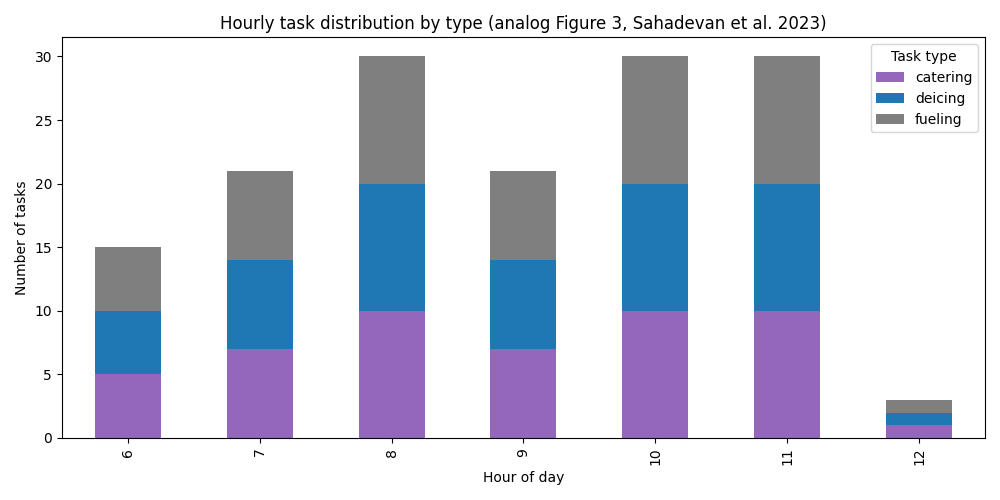 Hourly task distribution by type (analog Figure 3, Sahadevan et al. 2023)
Number of tasks
30
25
20
15
10
5
0
Task type
catering
deicing
fueling
6
7
8
9
10
11
12
Hour of day